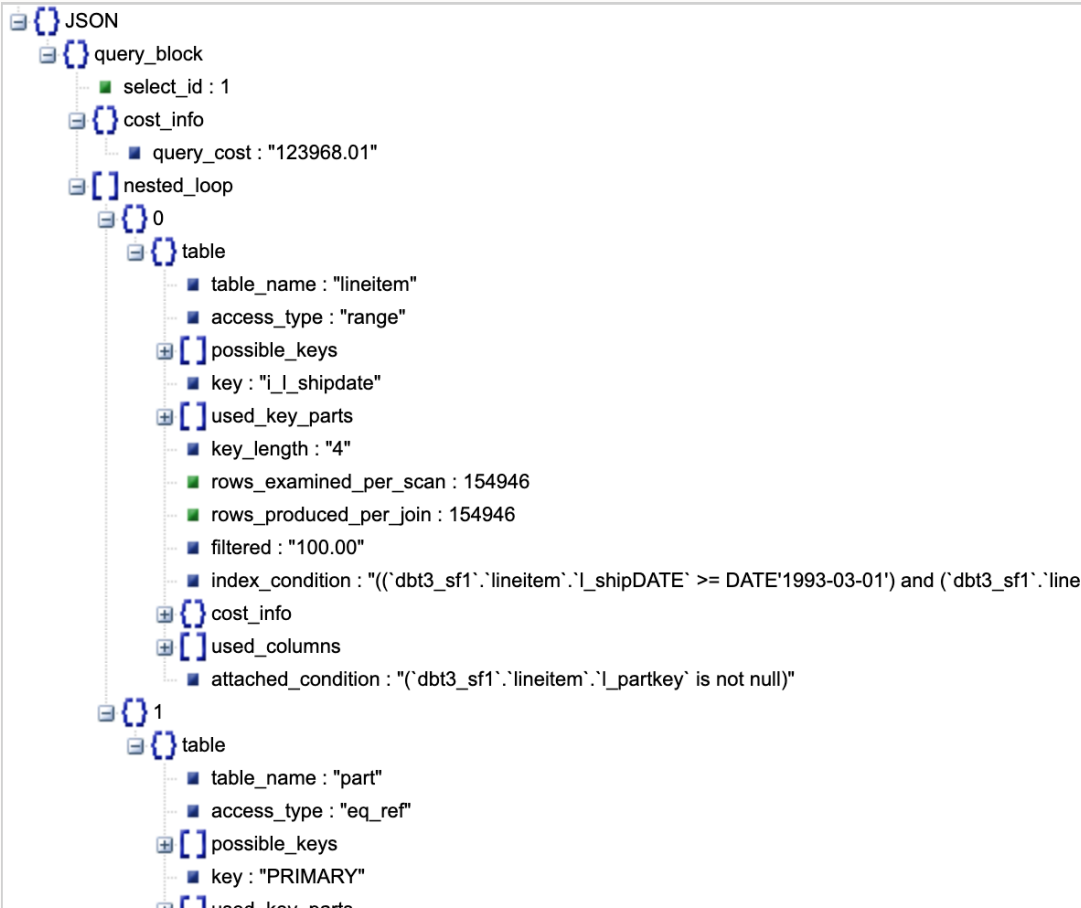 JSON
query_block
select_id : 1
cost_info
query_cost : "123968.01"
nested_loop
0
table
table_name : "lineitem"
access_type : "range"
possible_keys
key : "i_l_shipdate"
used_key_parts
key_length : "4"
rows_examined_per_scan : 154946
rows_produced_per_join : 154946
filtered : "100.00"
index_condition : "((`dbt3_sf1`.`lineitem`.`l_shipDATE` >= DATE'1993-03-01') and (`dbt3_sf1`.`line
cost_info
used_columns
attached_condition : "(`dbt3_sf1`.`lineitem`.`l_partkey` is not null)"
1
table
table_name : "part"
access_type : "eq_ref"
possible_keys
key : "PRIMARY"
used_key_parts